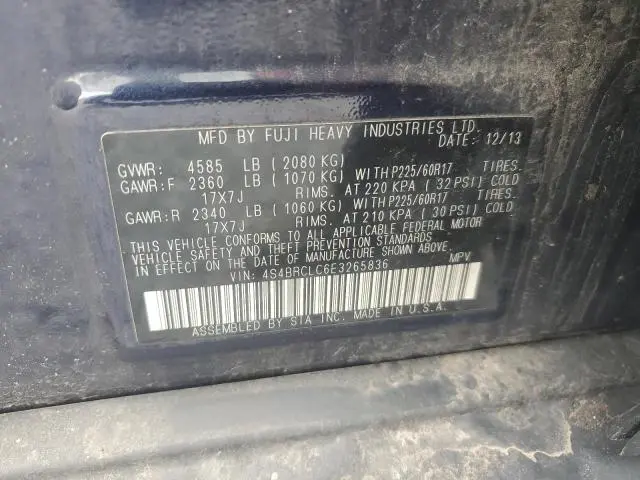 MFD BY FUJI HEAVY INDUSTRIES LTD.
DATE: 12/13
GVWR: 4585 LB ( 2080 KG)
GAWR:F 2360 LB ( 1070 KG) WITH P225/60R17 TIRES,
17X7J RIMS, AT 220 KPA ( 32 PSI) COLD
GAWR:R 2340 LB ( 1060 KG) WITH P225/60R17 TIRES,
17X7J RIMS, AT 210 KPA ( 30 PSI) COLD
THIS VEHICLE CONFORMS TO ALL APPLICABLE FEDERAL MOTOR
VEHICLE SAFETY AND THEFT PREVENTION STANDARDS
IN EFFECT ON THE DATE OF MANUFACTURE SHOWN ABOVE.
VIN: 4S4BRCLC6E3265836 MPV
ASSEMBLED BY SIA INC. MADE IN U.S.A.